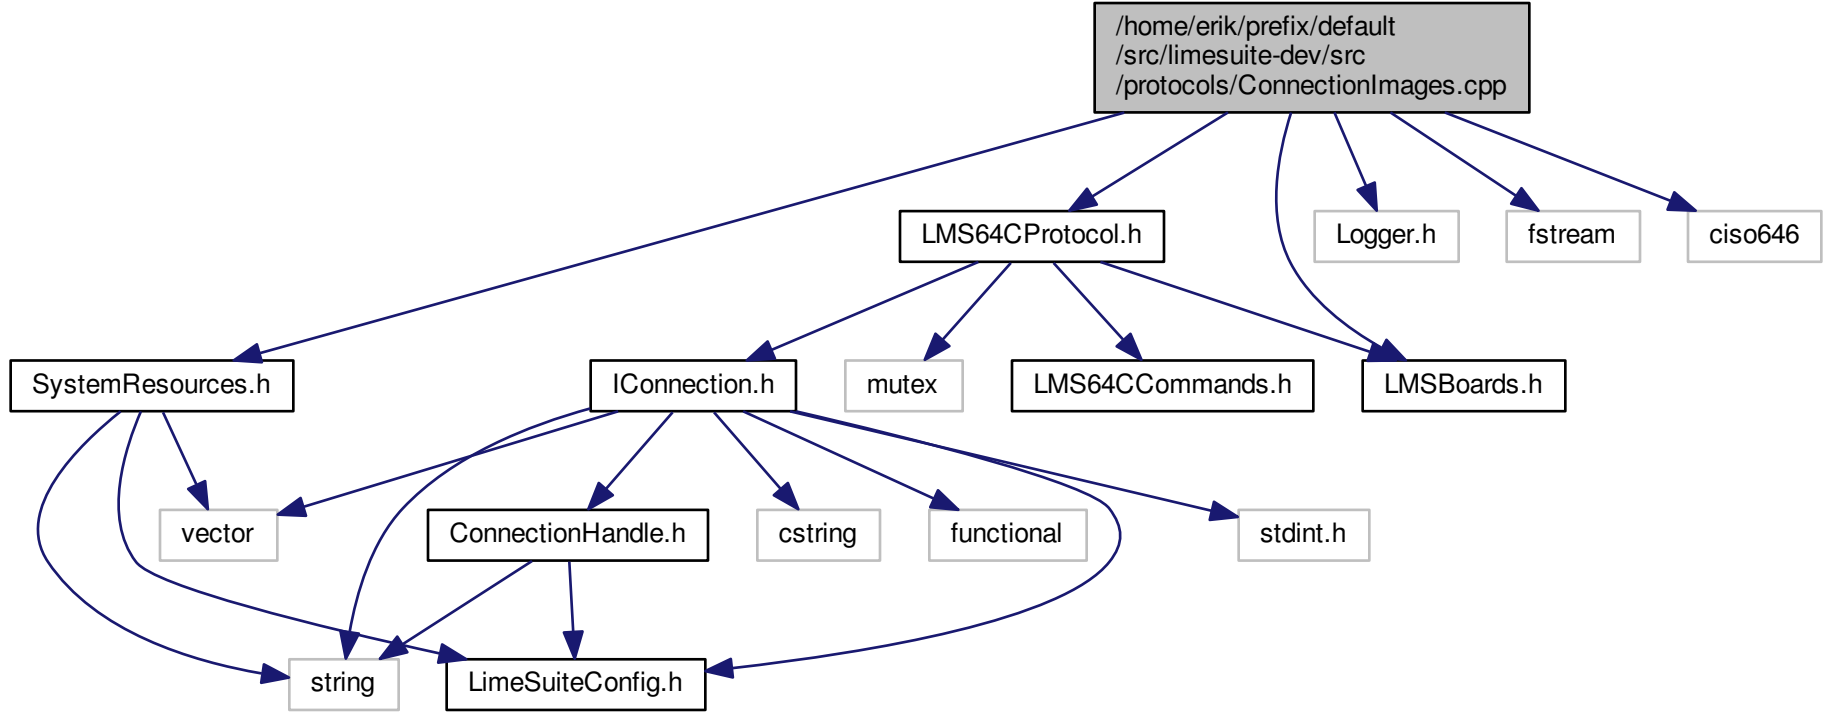 /home/erik/prefix/default
/src/limesuite-dev/src
/protocols/ConnectionImages.cpp
LMS64CProtocol.h
Logger.h
fstream
ciso646
SystemResources.h
IConnection.h
mutex
LMS64CCommands.h
LMSBoards.h
vector
ConnectionHandle.h
cstring
functional
stdint.h
string
LimeSuiteConfig.h